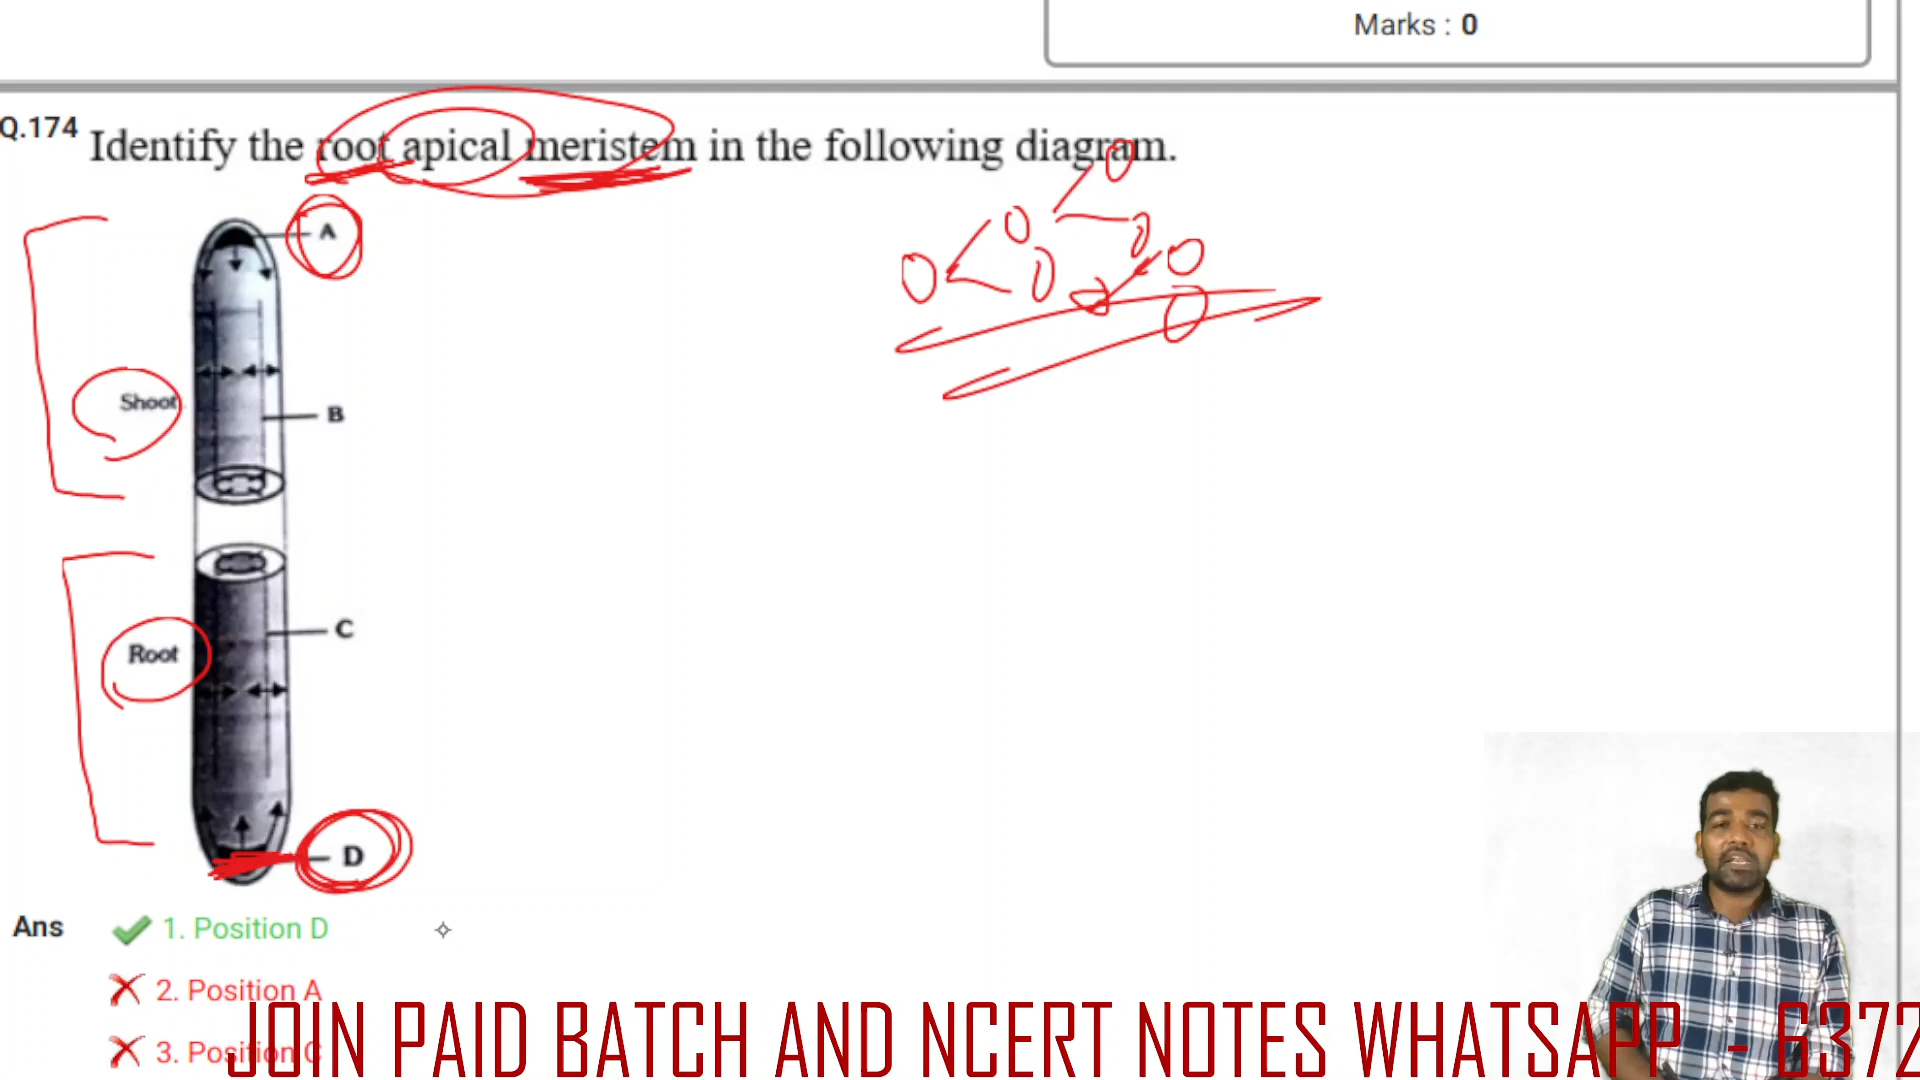 Marks : 0
Q.174 Identify the root apical meristem in the following diagram.
A
Shoot
B
C
Root
D
Ans 1. Position D
2. Position A
3. Position C
JOIN PAID BATCH AND NCERT NOTES WHATSAPP - 6372